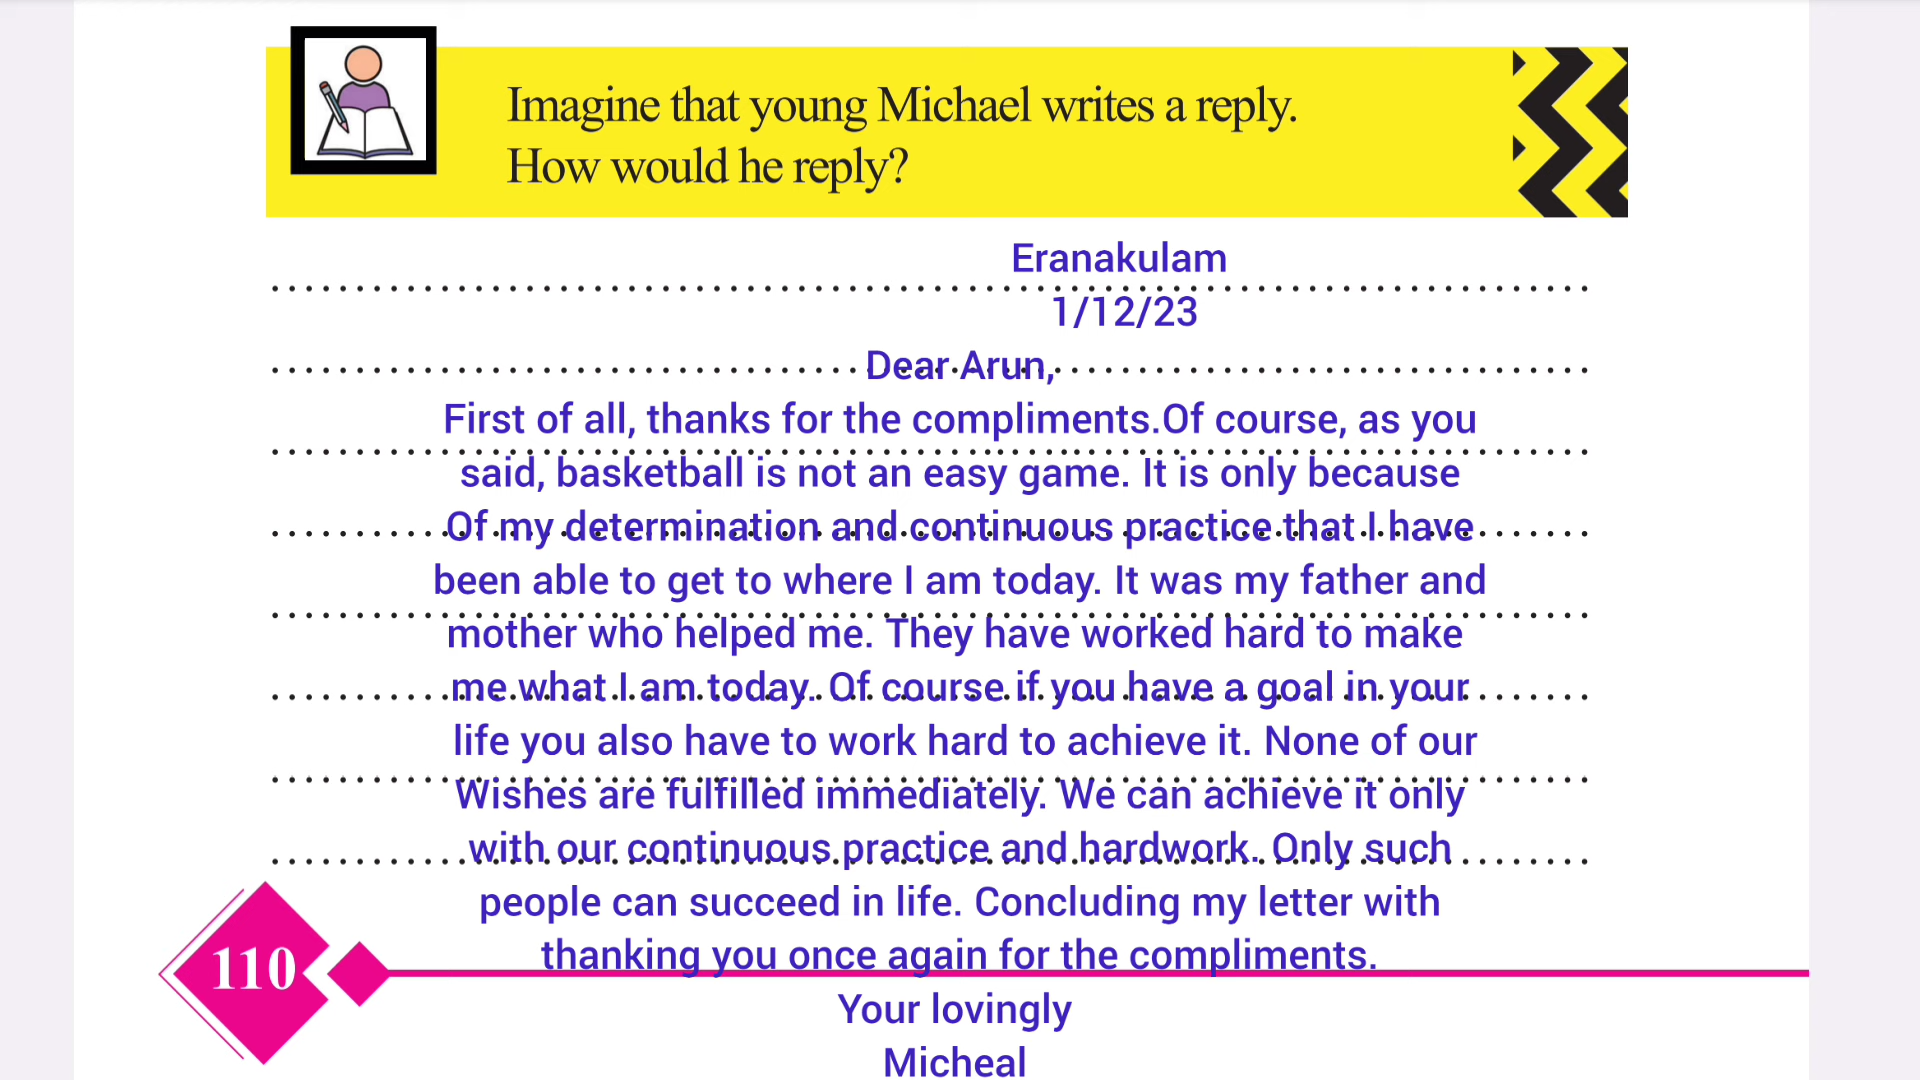 Imagine that young Michael writes a reply.
How would he reply?
Eranakulam
1/12/23
Dear Arun,
First of all, thanks for the compliments.Of course, as you
said, basketball is not an easy game. It is only because
Of my determination and continuous practice that I have
been able to get to where I am today. It was my father and
mother who helped me. They have worked hard to make
me what I am today. Of course if you have a goal in your
life you also have to work hard to achieve it. None of our
Wishes are fulfilled immediately. We can achieve it only
with our continuous practice and hardwork. Only such
people can succeed in life. Concluding my letter with
thanking you once again for the compliments.
Your lovingly
Micheal
110